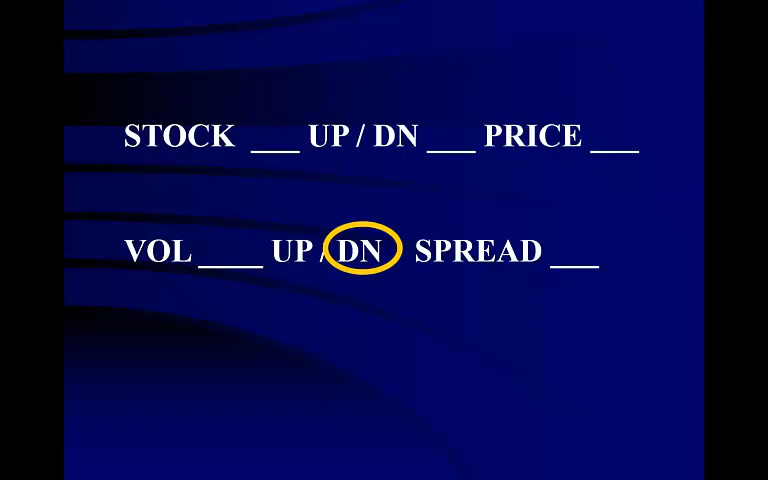 STOCK ___ UP / DN ___ PRICE ___
VOL ____ UP / DN SPREAD ___